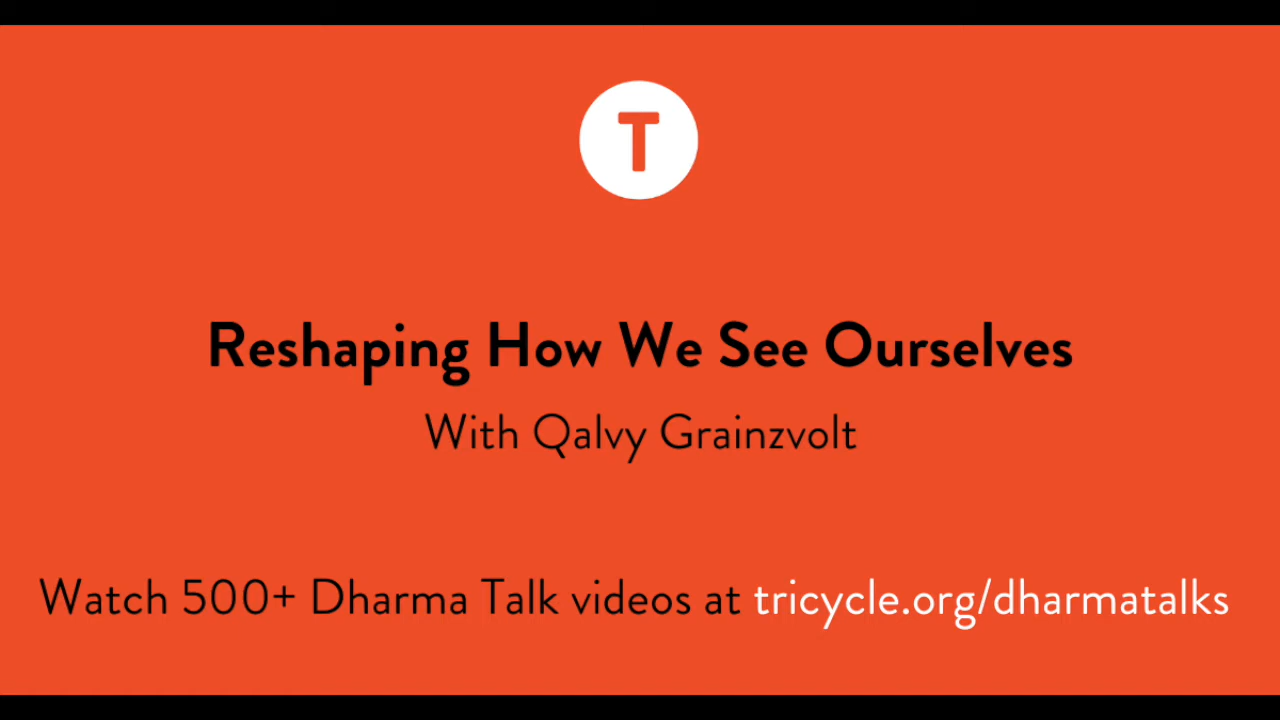 T
Reshaping How We See Ourselves
With Qalvy Grainzvolt
Watch 500+ Dharma Talk videos at tricycle.org/dharmatalks